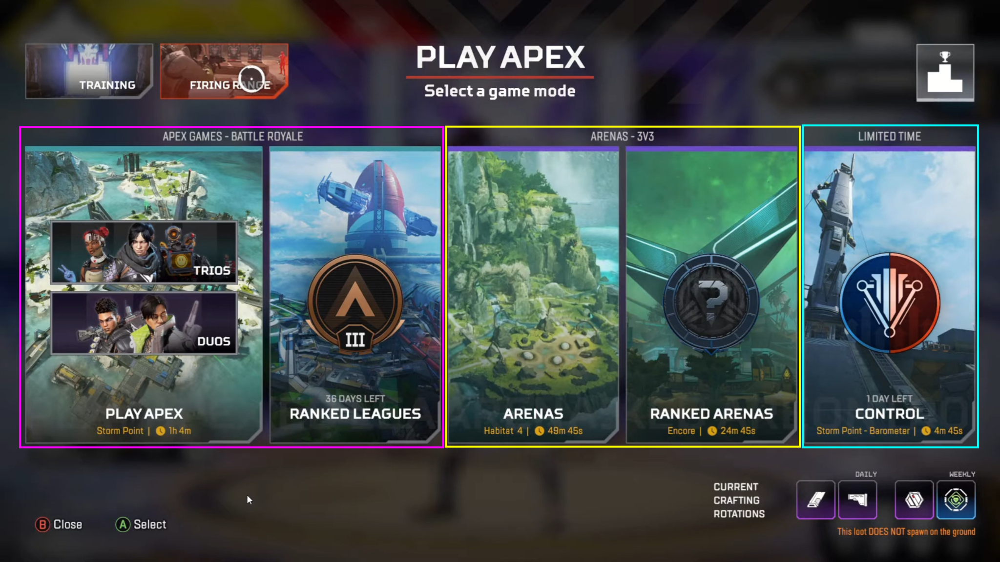 TRAINING
FIRING RANGE
PLAY APEX
Select a game mode
APEX GAMES - BATTLE ROYALE
TRIOS
DUOS
PLAY APEX
Storm Point | 1h 4m
III
36 DAYS LEFT
RANKED LEAGUES
ARENAS - 3V3
ARENAS
Habitat 4 | 49m 45s
?
RANKED ARENAS
Encore | 24m 45s
LIMITED TIME
1 DAY LEFT
CONTROL
Storm Point - Barometer | 4m 45s
CURRENT
CRAFTING
ROTATIONS
DAILY
WEEKLY
This loot DOES NOT spawn on the ground
B Close
A Select